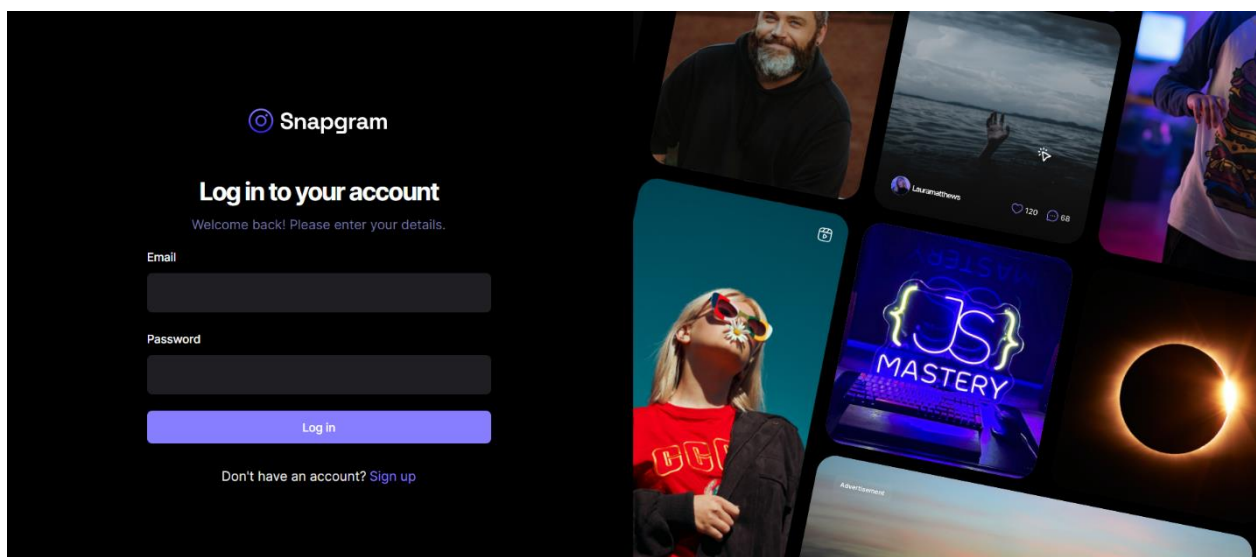 Snapgram
Log in to your account
Welcome back! Please enter your details.
Email
Password
Log in
Don't have an account? Sign up
Lauramatthews
120
68
CCC
{JS}
MASTERY
Advertisement